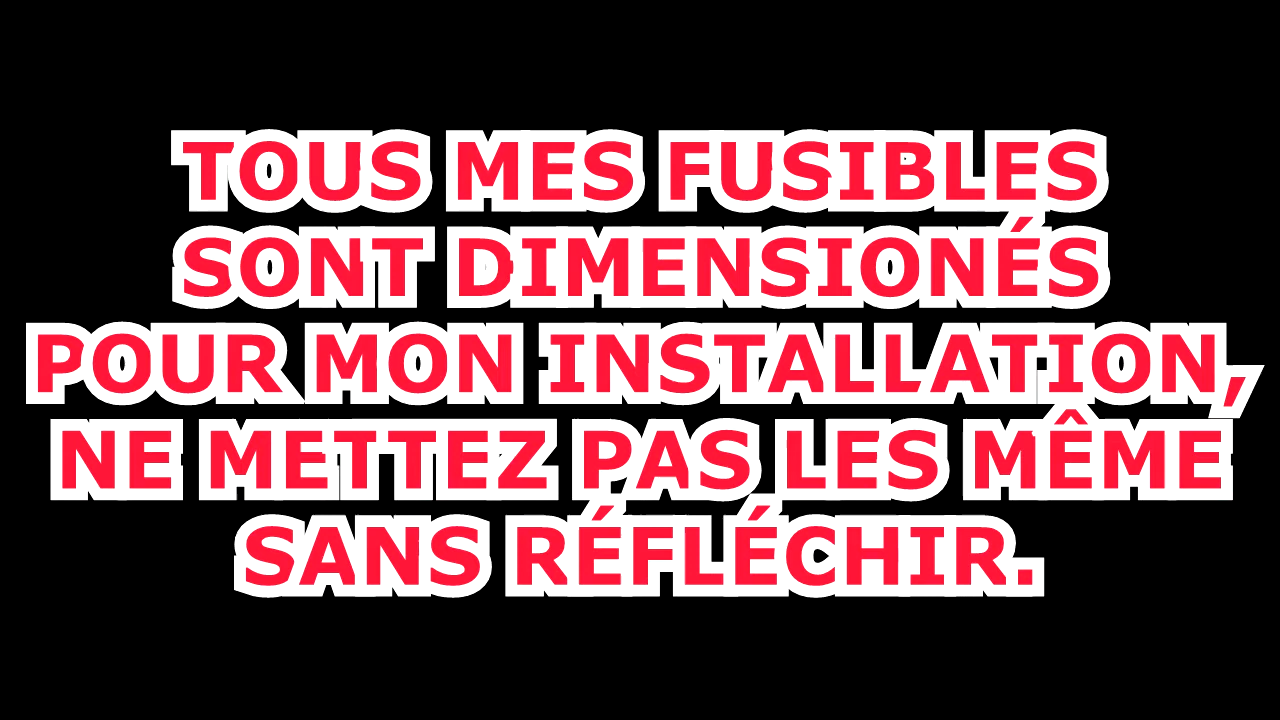 TOUS MES FUSIBLES
SONT DIMENSIONÉS
POUR MON INSTALLATION,
NE METTEZ PAS LES MÊME
SANS RÉFLÉCHIR.